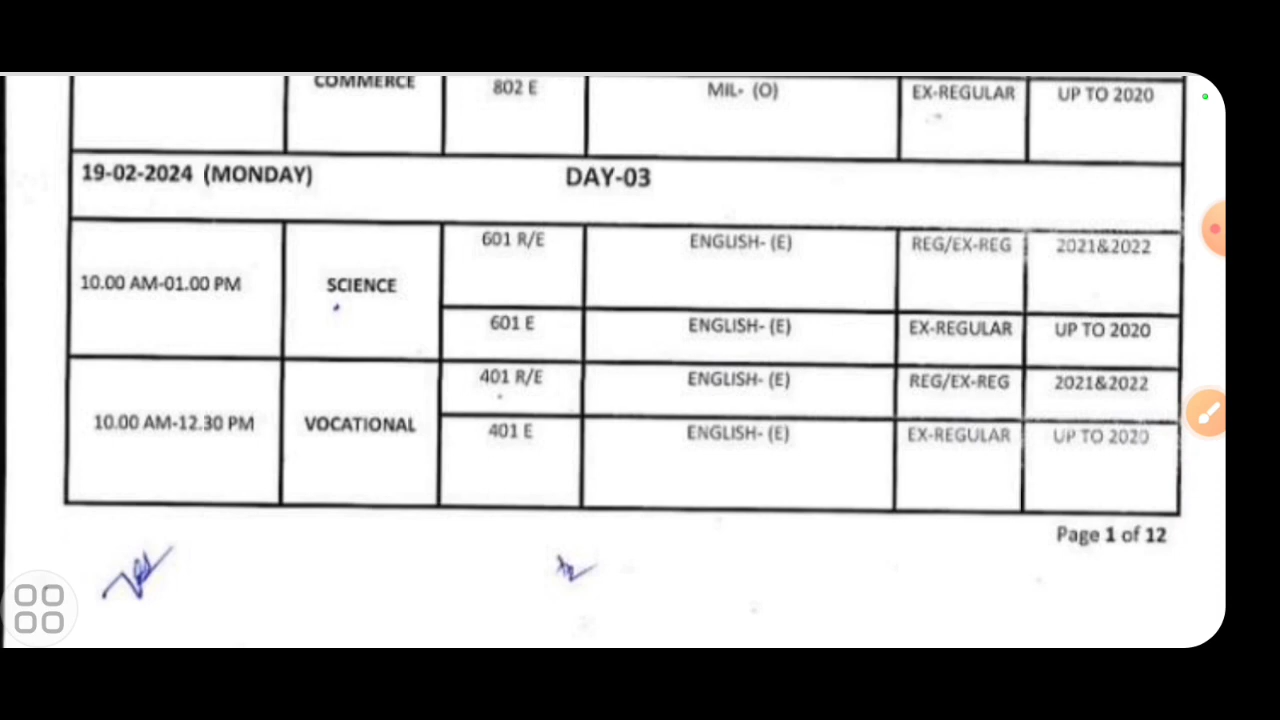 COMMERCE 802 E MIL- (O) EX-REGULAR UP TO 2020
19-02-2024 (MONDAY) DAY-03
10.00 AM-01.00 PM SCIENCE 601 R/E ENGLISH- (E) REG/EX-REG 2021&2022
601 E ENGLISH- (E) EX-REGULAR UP TO 2020
10.00 AM-12.30 PM VOCATIONAL 401 R/E ENGLISH- (E) REG/EX-REG 2021&2022
401 E ENGLISH- (E) EX-REGULAR UP TO 2020
Page 1 of 12